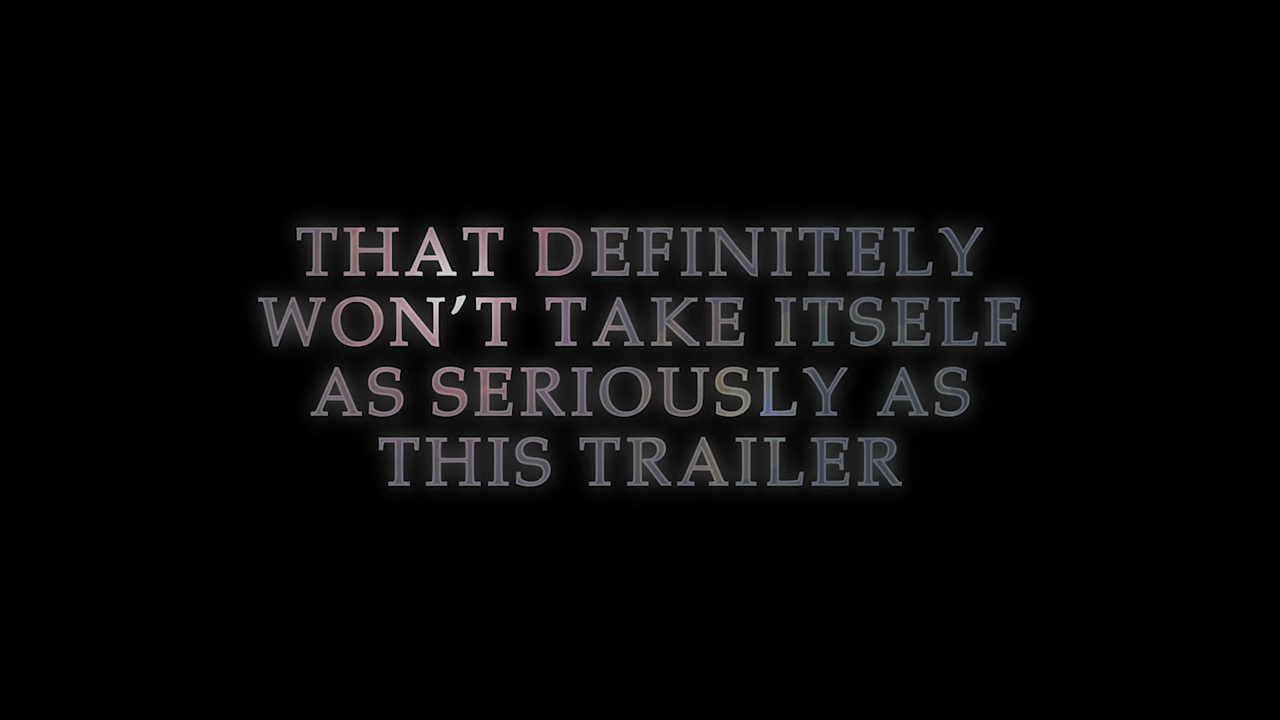 THAT DEFINITELY
WON’T TAKE ITSELF
AS SERIOUSLY AS
THIS TRAILER